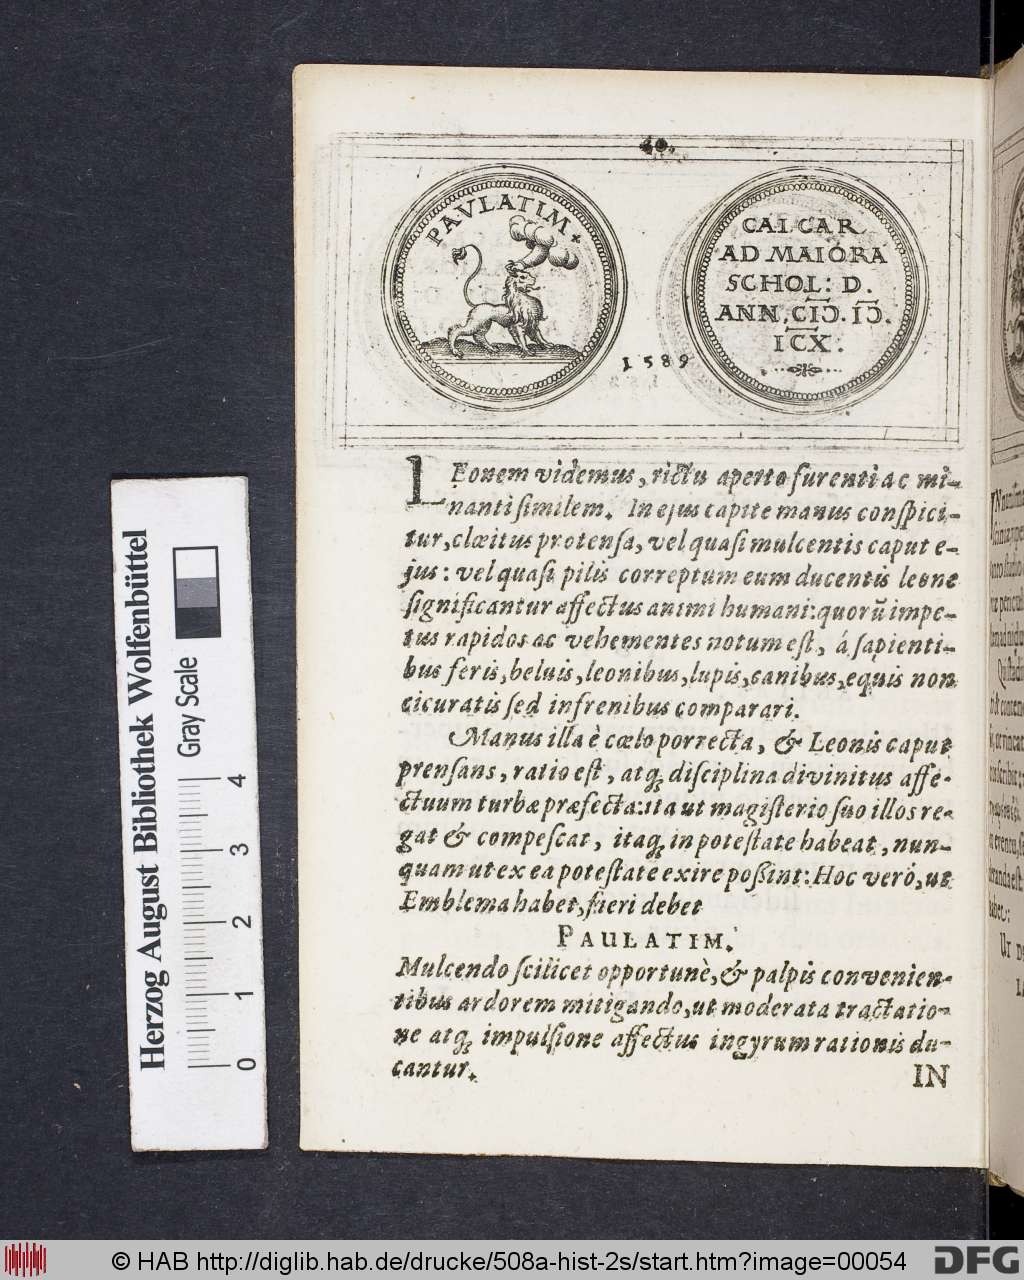 40.
PAVLATIM
CAI CAR
AD MAIORA
SCHOL: D.
ANN. CIↃ. IↃ.
ICX.
1589
LEonem videmus, rictu aperto furenti ac mi-
nanti similem. In ejus capite manus conspici-
tur, clœitus protensa, vel quasi mulcentis caput e-
jus: vel quasi pilis correptum eum ducentis leone
significantur affectus animi humani: quorū impe-
tus rapidos ac vehementes notum est, á sapienti-
bus feris, beluis, leonibus, lupis, canibus, equis non
cicuratis sed infrenibus comparari.
Manus illa è cœlo porrecta, & Leonis caput
prensans, ratio est, atq; disciplina divinitus affe-
ctuum turbæ præfecta: ita ut magisterio suo illos re-
gat & compescat, itaq; in potestate habeat, nun-
quam ut ex ea potestate exire poßint: Hoc verò, ut
Emblema habet, fieri debet
PAULATIM.
Mulcendo scilicet opportunè, & palpis convenien-
tibus ardorem mitigando, ut moderata tractatio-
ne atq; impulsione affectus in gyrum rationis du-
cantur.
IN
Herzog August Bibliothek Wolfenbüttel
Gray Scale
0 1 2 3 4
© HAB http://diglib.hab.de/drucke/508a-hist-2s/start.htm?image=00054
DFG